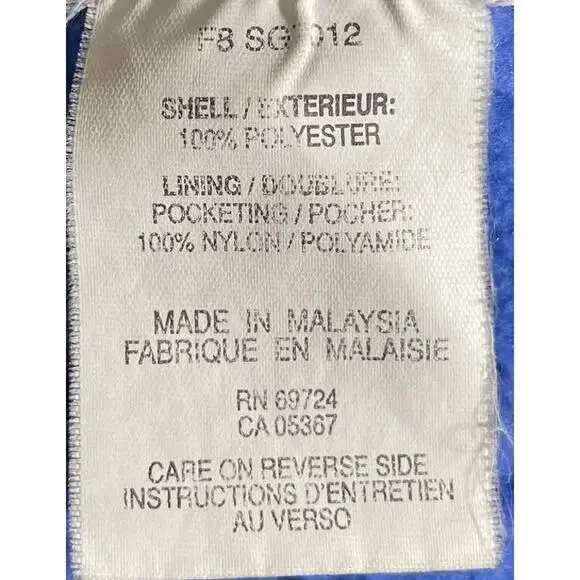 F8
SHELL / EXTERIEUR:
100% POLYESTER
LINING / DOUBLURE:
POCKETING / POCHER:
100% NYLON / POLYAMIDE
MADE IN MALAYSIA
FABRIQUE EN MALAISIE
RN 69724
CA 05367
CARE ON REVERSE SIDE
INSTRUCTIONS D'ENTRETIEN
AU VERSO